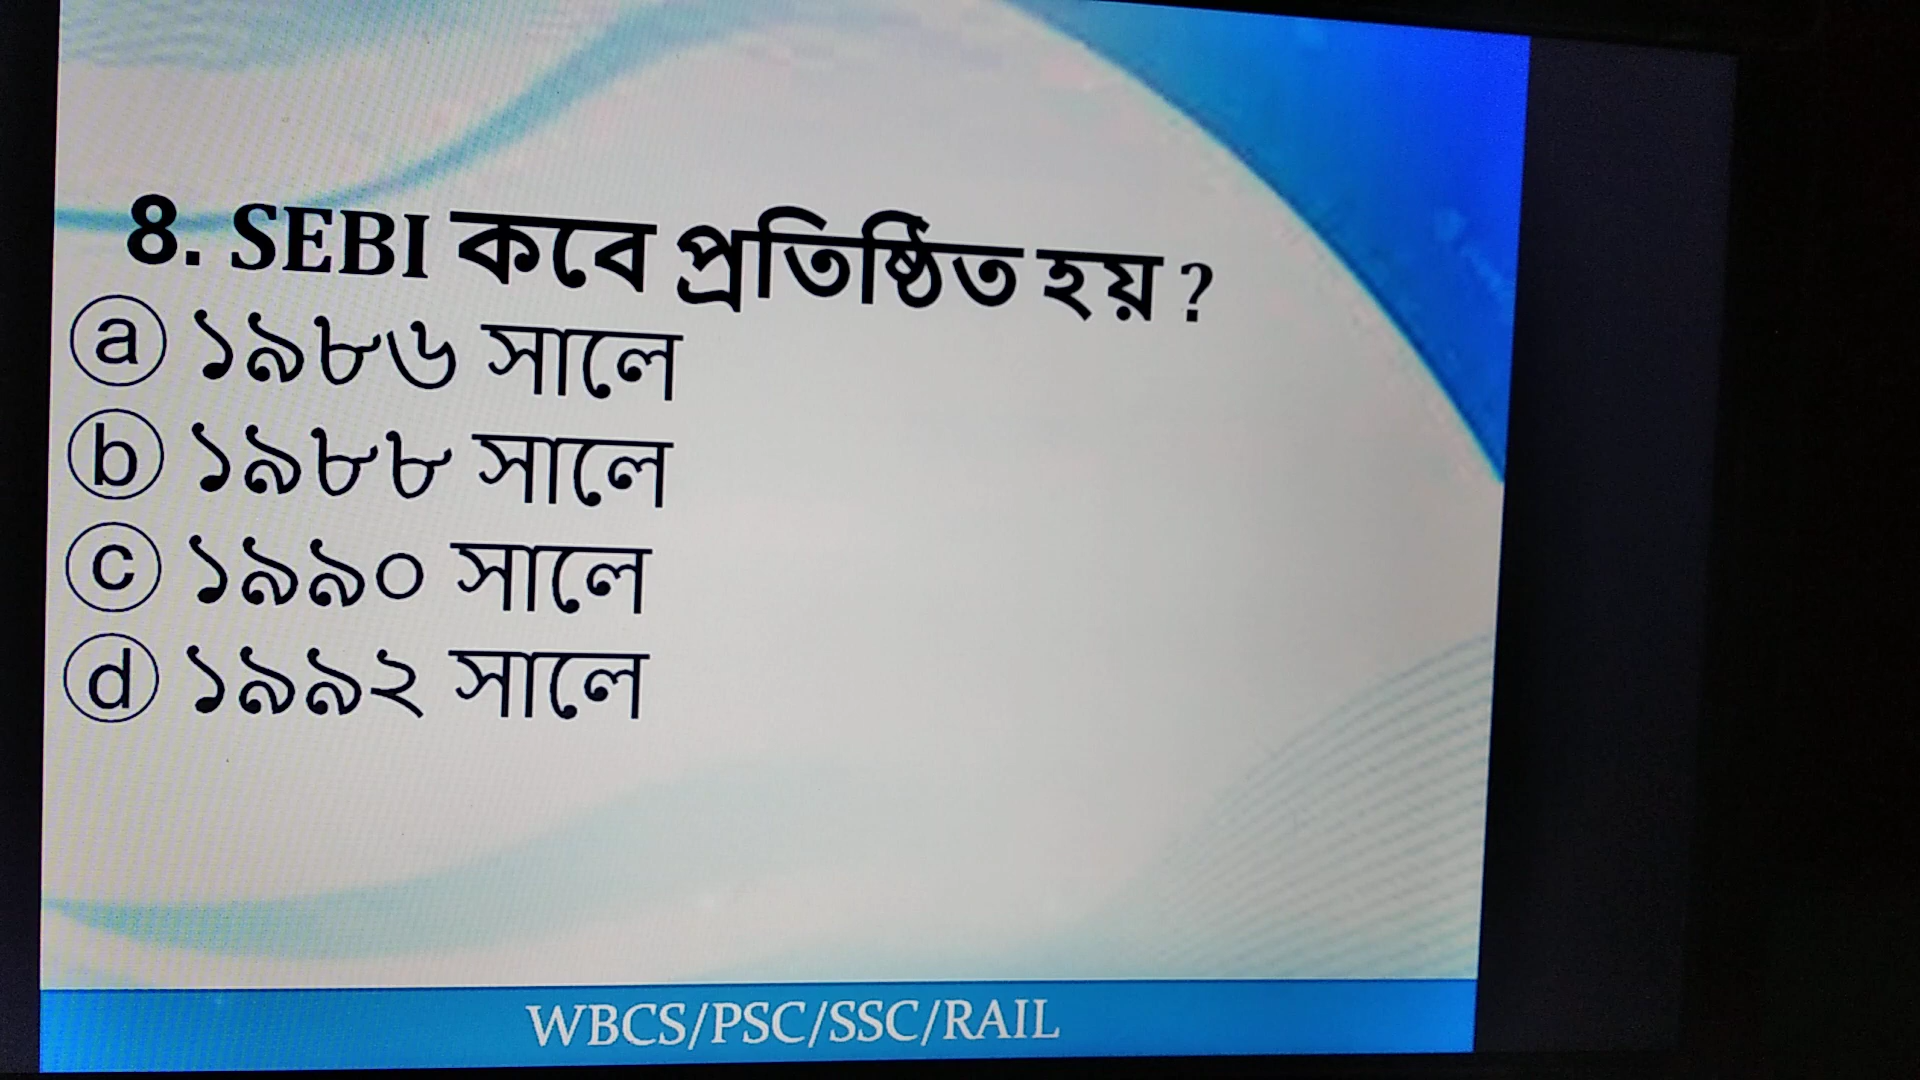 8. SEBI কবে প্রতিষ্ঠিত হয় ?
ⓐ ১৯৮৬ সালে
ⓑ ১৯৮৮ সালে
ⓒ ১৯৯০ সালে
ⓓ ১৯৯২ সালে
WBCS/PSC/SSC/RAIL